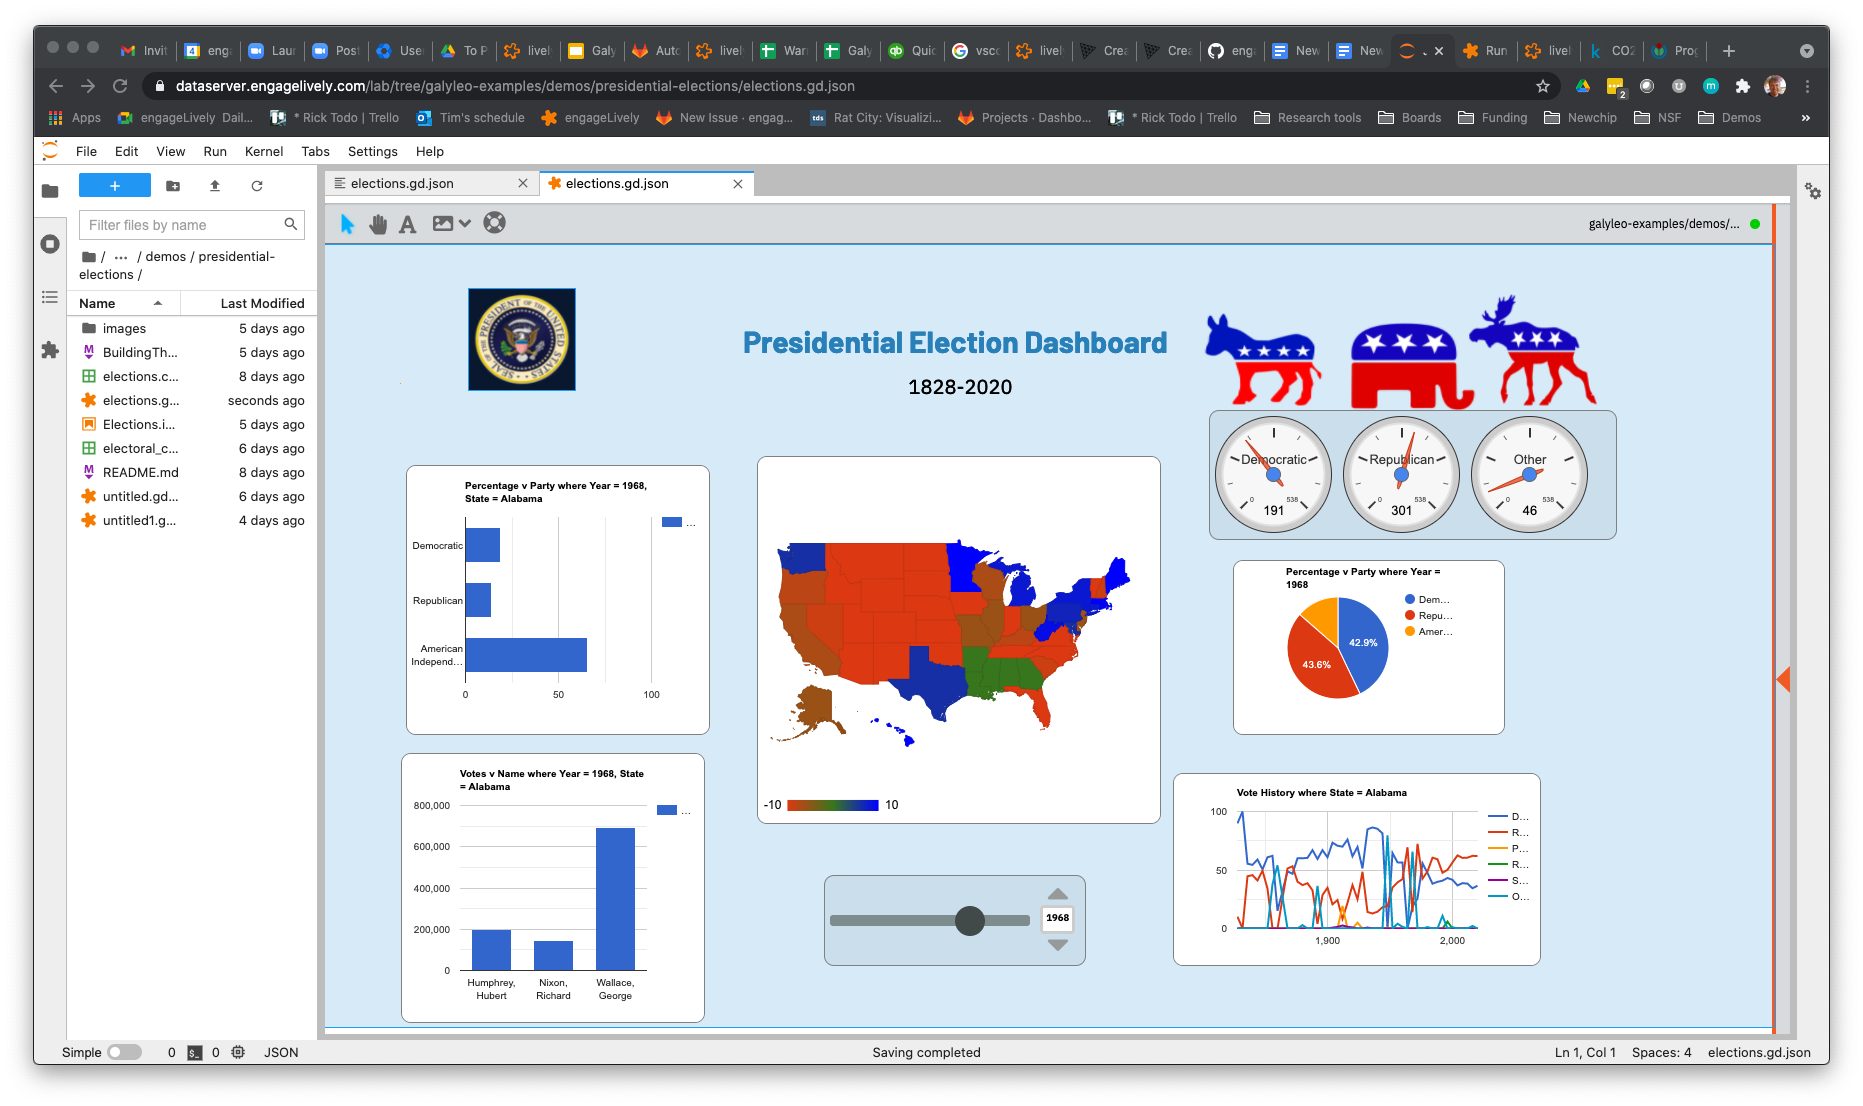 Invit
eng
Laur
Post
Use
To P
livel
Galy
Auto
livel
War
Galy
Quic
vscc
livel
Crea
Crea
eng
New
New
Run
livel
CO2
Prog
dataserver.engagelively.com/lab/tree/galyleo-examples/demos/presidential-elections/elections.gd.json
2
Apps
engageLively Dail...
* Rick Todo | Trello
Tim's schedule
engageLively
New Issue · engag...
tds
Rat City: Visualizi...
Projects · Dashbo...
* Rick Todo | Trello
Research tools
Boards
Funding
Newchip
NSF
Demos
»
File Edit View Run Kernel Tabs Settings Help
elections.gd.json
elections.gd.json
Filter files by name
/ ··· / demos / presidential-
elections /
Name Last Modified
images 5 days ago
BuildingTh... 5 days ago
elections.c... 8 days ago
elections.g... seconds ago
Elections.i... 5 days ago
electoral_c... 6 days ago
README.md 8 days ago
untitled.gd... 6 days ago
untitled1.g... 4 days ago
galyleo-examples/demos/...
SEAL OF THE PRESIDENT OF THE UNITED STATES
Presidential Election Dashboard
1828-2020
Democratic
0 538
191
Republican
0 538
301
Other
0 538
46
Percentage v Party where Year = 1968,
State = Alabama
...
Democratic
Republican
American
Independ...
0 50 100
-10 10
Percentage v Party where Year =
1968
Dem...
Repu...
Amer...
42.9%
43.6%
Votes v Name where Year = 1968, State
= Alabama
...
800,000
600,000
400,000
200,000
0
Humphrey,
Hubert
Nixon,
Richard
Wallace,
George
1968
Vote History where State = Alabama
100
50
0
1,900 2,000
D...
R...
P...
R...
S...
O...
Simple 0 $_ 0 JSON
Saving completed
Ln 1, Col 1 Spaces: 4 elections.gd.json